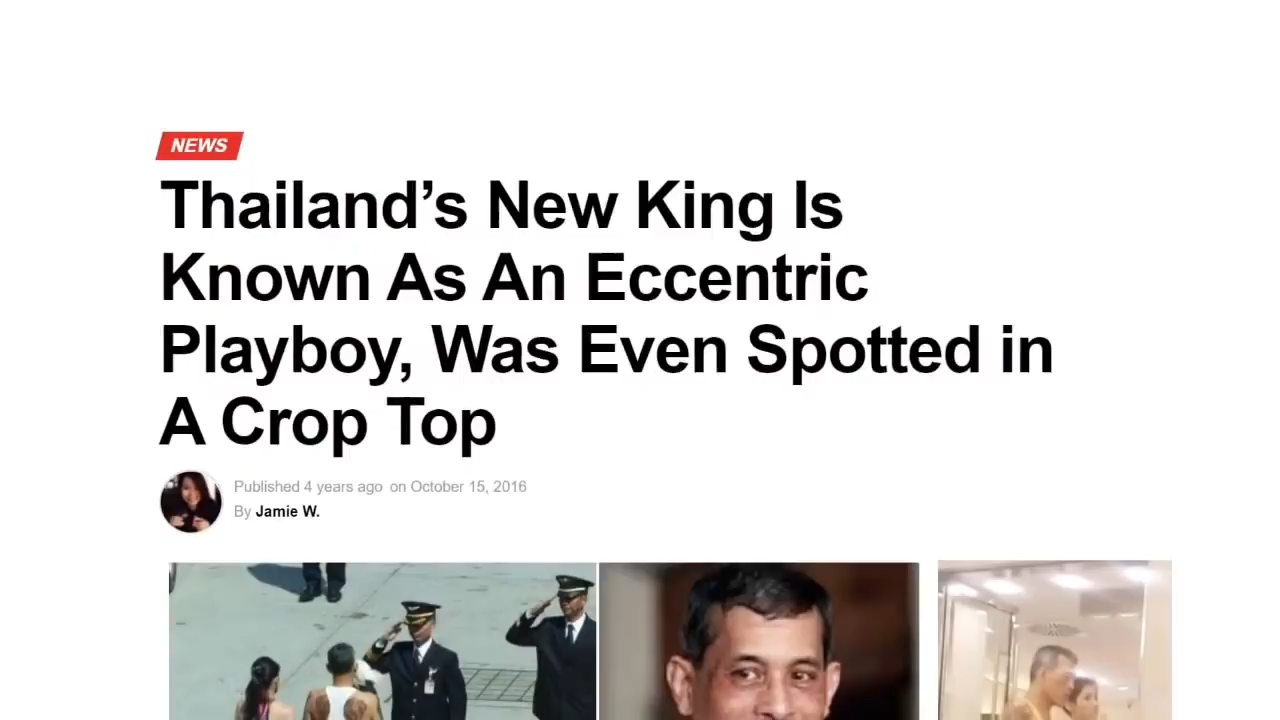 NEWS
Thailand’s New King Is
Known As An Eccentric
Playboy, Was Even Spotted in
A Crop Top
Published 4 years ago on October 15, 2016
By Jamie W.